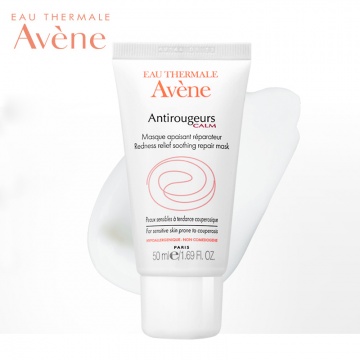 EAU THERMALE
Avène
EAU THERMALE
Avène
Antirougeurs
CALM
Masque apaisant réparateur
Redness relief soothing repair mask
Peaux sensibles à tendance couperosique
For sensitive skin prone to couperosis
HYPOALLERGÉNIQUE - NON COMÉDOGÈNE
PARIS
50 ml e/1.69 FL. OZ.